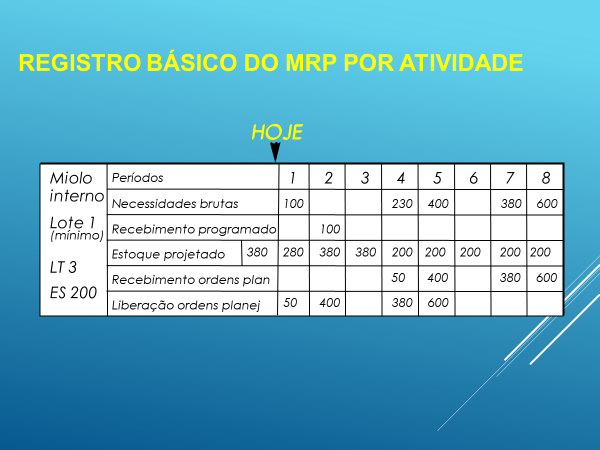 REGISTRO BÁSICO DO MRP POR ATIVIDADE
HOJE
Miolo interno
Lote 1
(mínimo)
LT 3
ES 200
Períodos 1 2 3 4 5 6 7 8
Necessidades brutas 100 230 400 380 600
Recebimento programado 100
Estoque projetado 380 280 380 380 200 200 200 200 200
Recebimento ordens plan 50 400 380 600
Liberação ordens planej 50 400 380 600